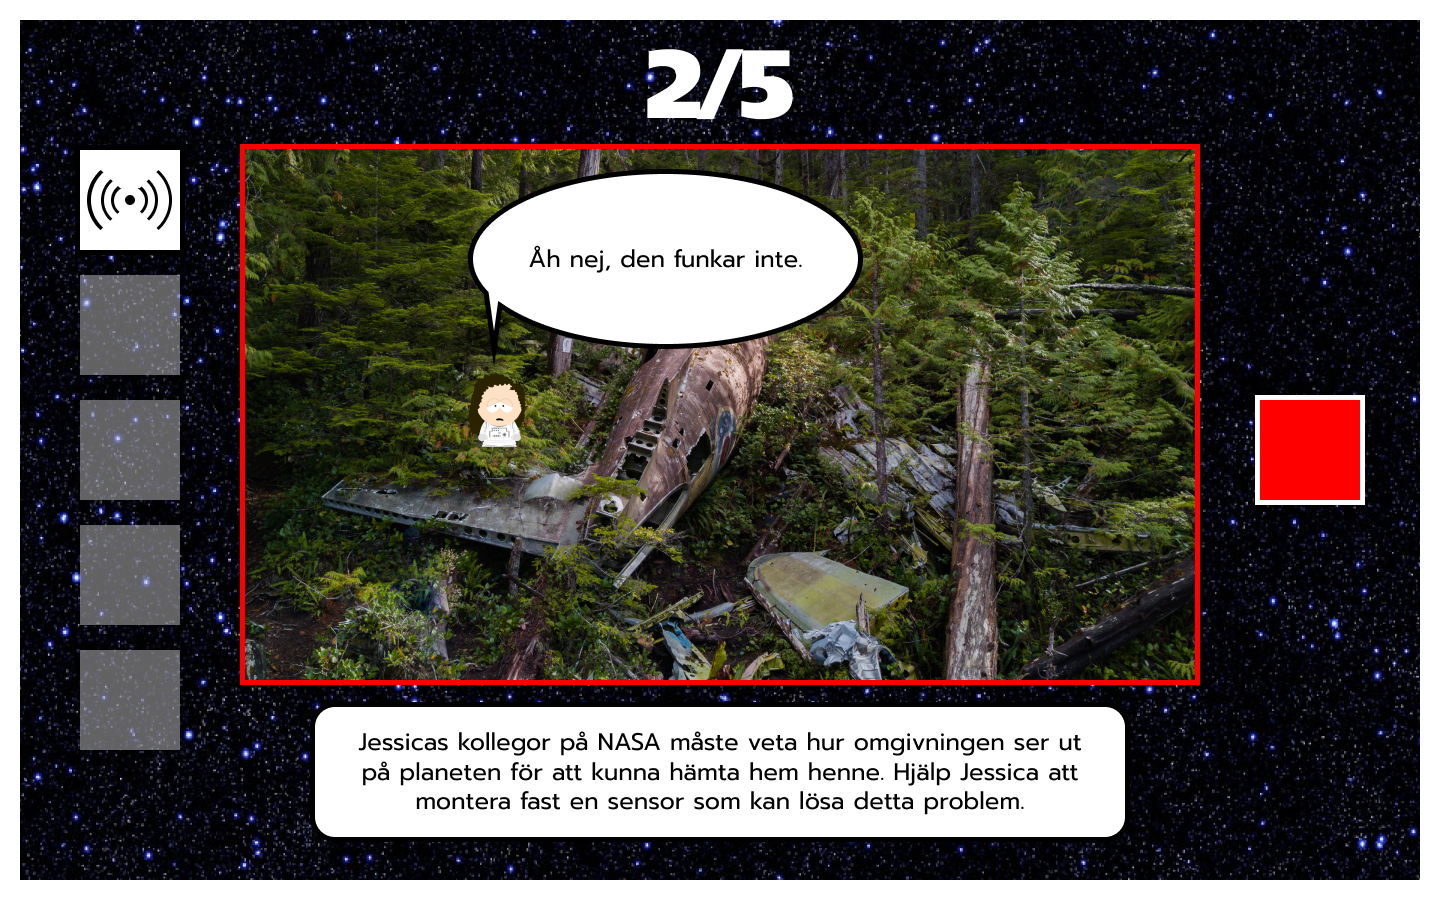 2/5
Åh nej, den funkar inte.
Jessicas kollegor på NASA måste veta hur omgivningen ser ut
på planeten för att kunna hämta hem henne. Hjälp Jessica att
montera fast en sensor som kan lösa detta problem.